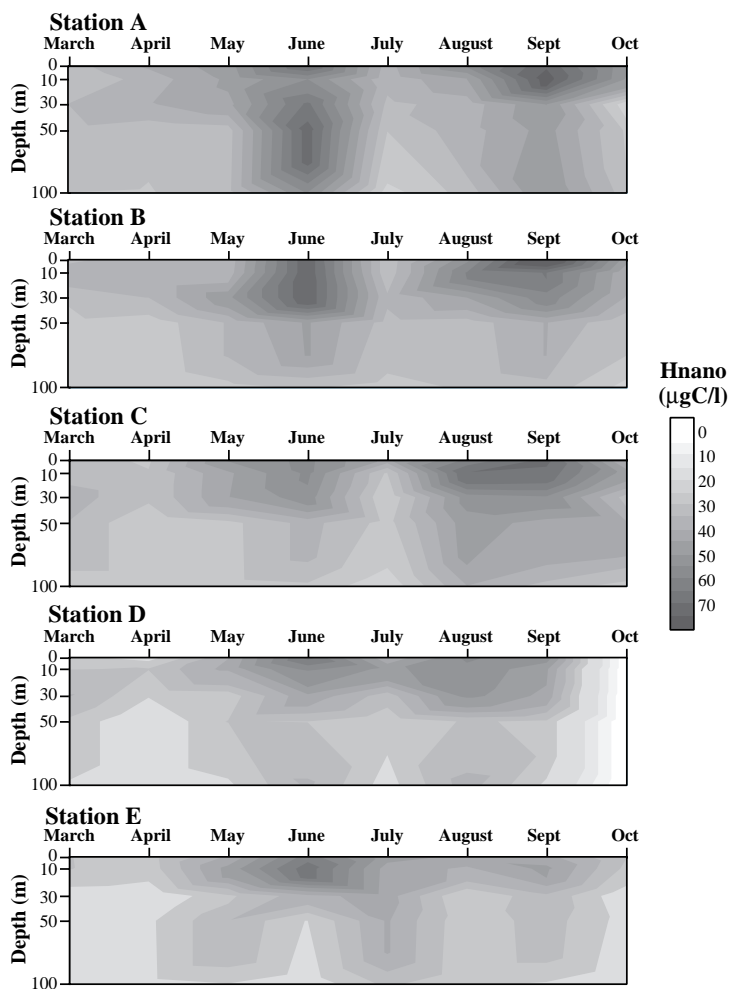 Station A
March April May June July August Sept Oct
0
10
30
50
100
Depth (m)
Station B
March April May June July August Sept Oct
0
10
30
50
100
Depth (m)
Station C
March April May June July August Sept Oct
0
10
30
50
100
Depth (m)
Station D
March April May June July August Sept Oct
0
10
30
50
100
Depth (m)
Station E
March April May June July August Sept Oct
0
10
30
50
100
Depth (m)
Hnano
(µgC/l)
0
10
20
30
40
50
60
70